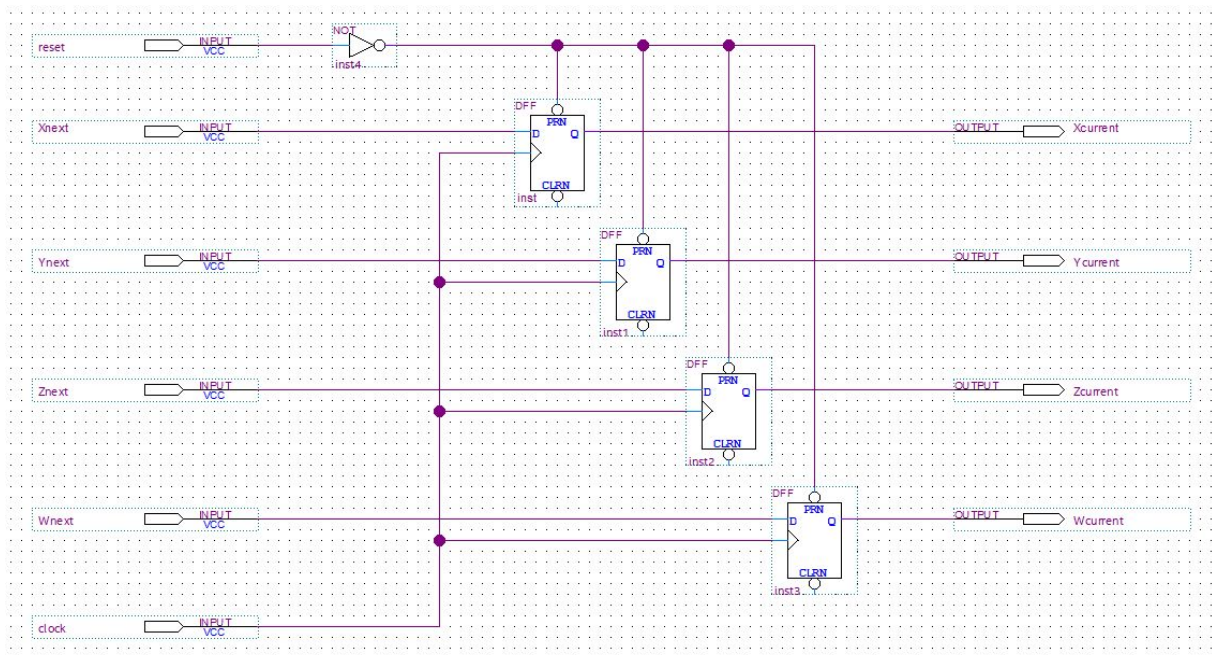 NOT
reset INPUT VCC
inst4
DFF
PRN
Xnext INPUT VCC D Q OUTPUT Xcurrent
CLRN
inst
DFF
PRN
Ynext INPUT VCC D Q OUTPUT Ycurrent
CLRN
inst1
DFF
PRN
Znext INPUT VCC D Q OUTPUT Zcurrent
CLRN
inst2
DFF
PRN
Wnext INPUT VCC D Q OUTPUT Wcurrent
CLRN
inst3
clock INPUT VCC